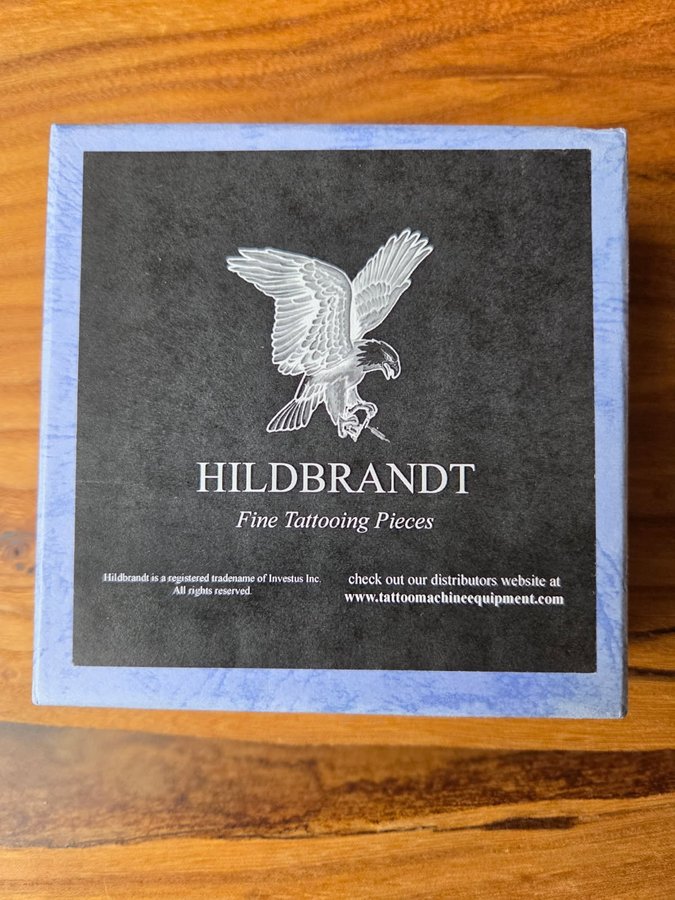 HILDBRANDT
Fine Tattooing Pieces
Hildbrandt is a registered tradename of Investus Inc.
All rights reserved.
check out our distributors website at
www.tattoomachineequipment.com